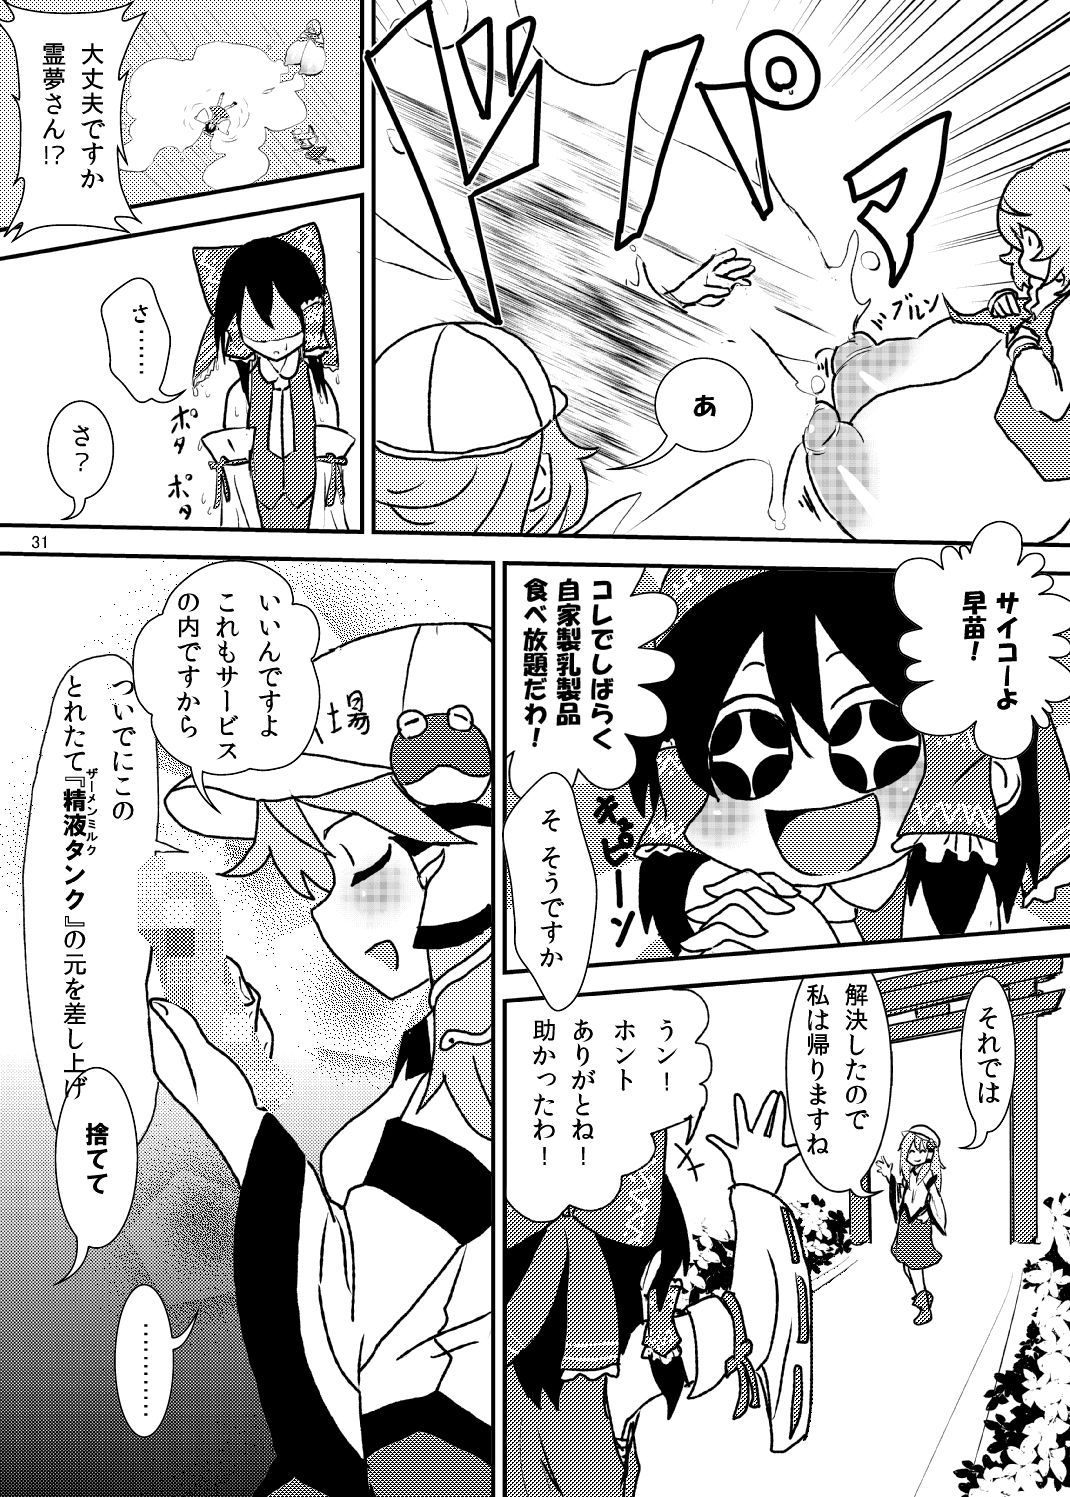 ドパァ
ブルン
あ
大丈夫ですか
霊夢さん!?
さ……
さ？
ポタ
ポタ
サイコーよ
早苗！
コレでしばらく
自家製乳製品
食べ放題だわ！
そ そうですか
それでは
解決したので
私は帰りますね
うン！
ホント
ありがとね！
助かったわ！
いいんですよ
これもサービス
の内ですから
場
ついでにこの
とれたて『精液タンク』の元を差し上げ
ザーメンミルク
捨てて
………
31